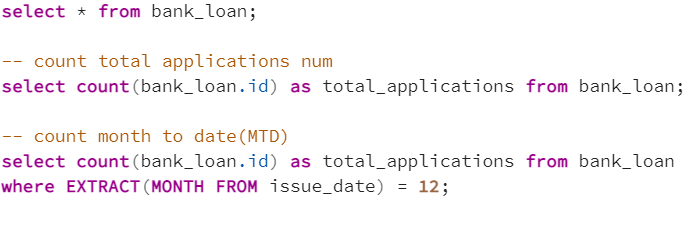 select * from bank_loan;
-- count total applications num
select count(bank_loan.id) as total_applications from bank_loan;
-- count month to date(MTD)
select count(bank_loan.id) as total_applications from bank_loan
where EXTRACT(MONTH FROM issue_date) = 12;